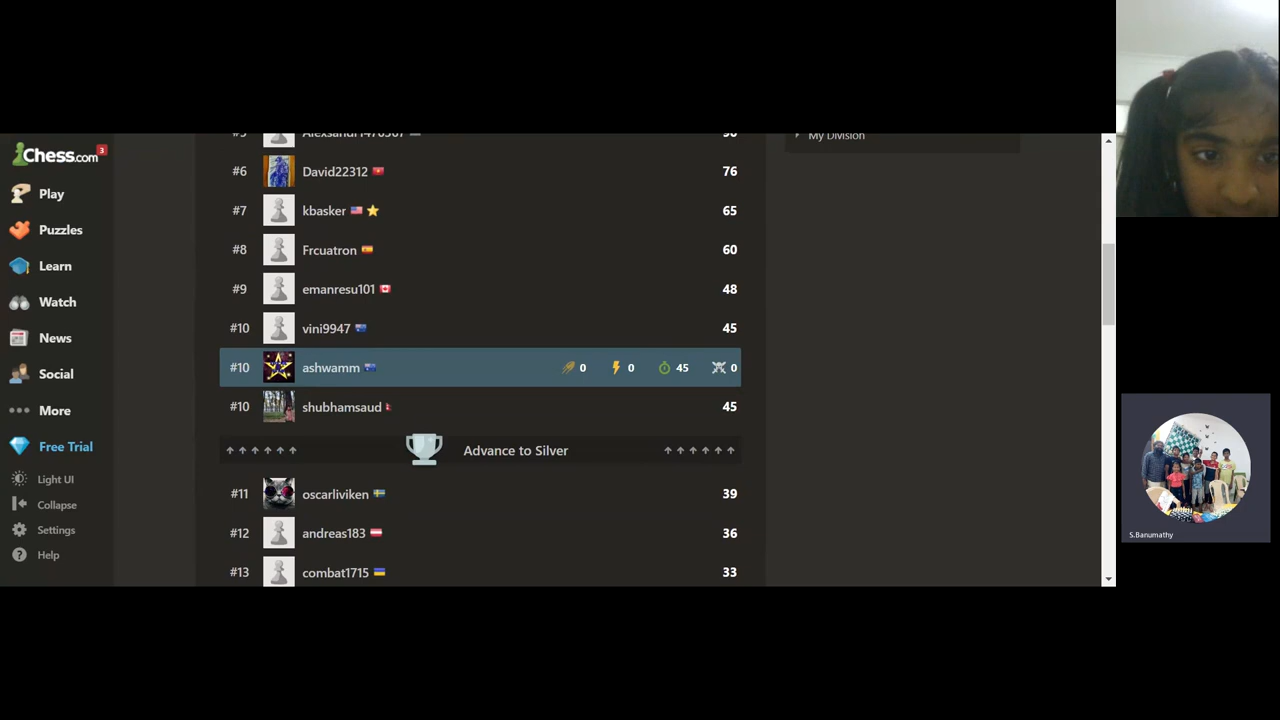 My Division
Chess.com 3
Play
Puzzles
Learn
Watch
News
Social
More
Free Trial
Light UI
Collapse
Settings
Help
#6 David22312 76
#7 kbasker 65
#8 Frcuatron 60
#9 emanresu101 48
#10 vini9947 45
#10 ashwamm 0 0 45 0
#10 shubhamsaud 45
Advance to Silver
#11 oscarliviken 39
#12 andreas183 36
#13 combat1715 33
S.Banumathy